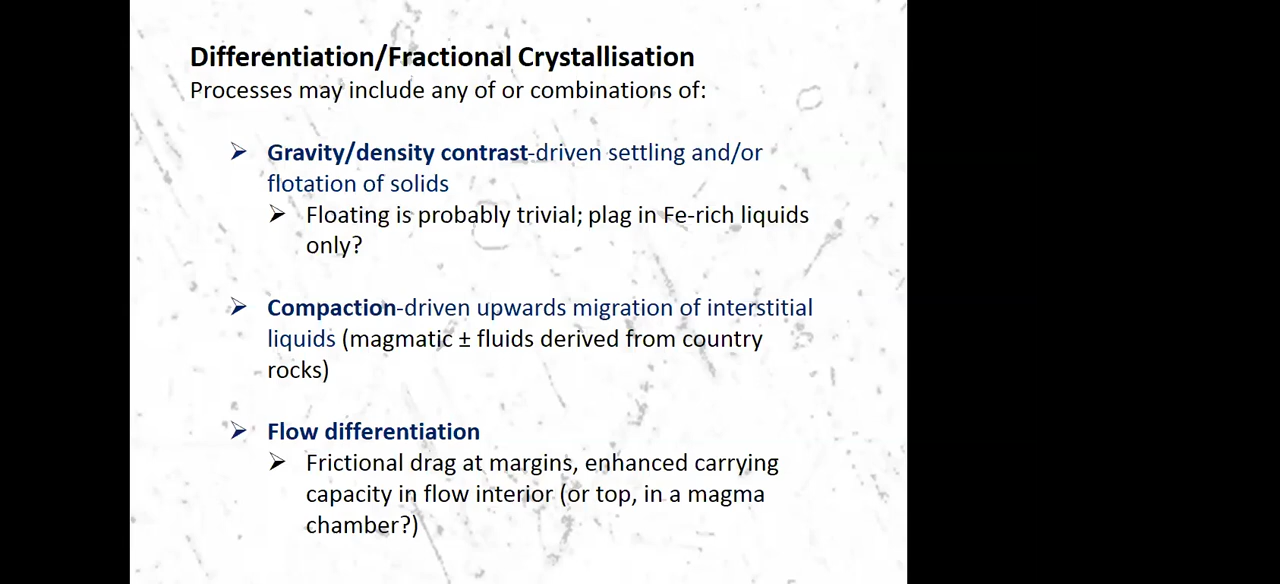 Differentiation/Fractional Crystallisation
Processes may include any of or combinations of:
➢ Gravity/density contrast-driven settling and/or
flotation of solids
➢ Floating is probably trivial; plag in Fe-rich liquids
only?
➢ Compaction-driven upwards migration of interstitial
liquids (magmatic ± fluids derived from country
rocks)
➢ Flow differentiation
➢ Frictional drag at margins, enhanced carrying
capacity in flow interior (or top, in a magma
chamber?)